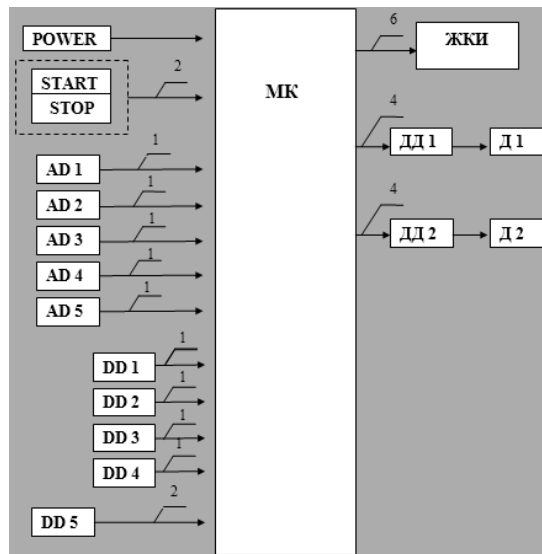 POWER
START
STOP
2
AD 1
1
AD 2
1
AD 3
1
AD 4
1
AD 5
1
DD 1
1
DD 2
1
DD 3
1
DD 4
1
DD 5
2
МК
6
ЖКИ
4
ДД 1
Д 1
4
ДД 2
Д 2